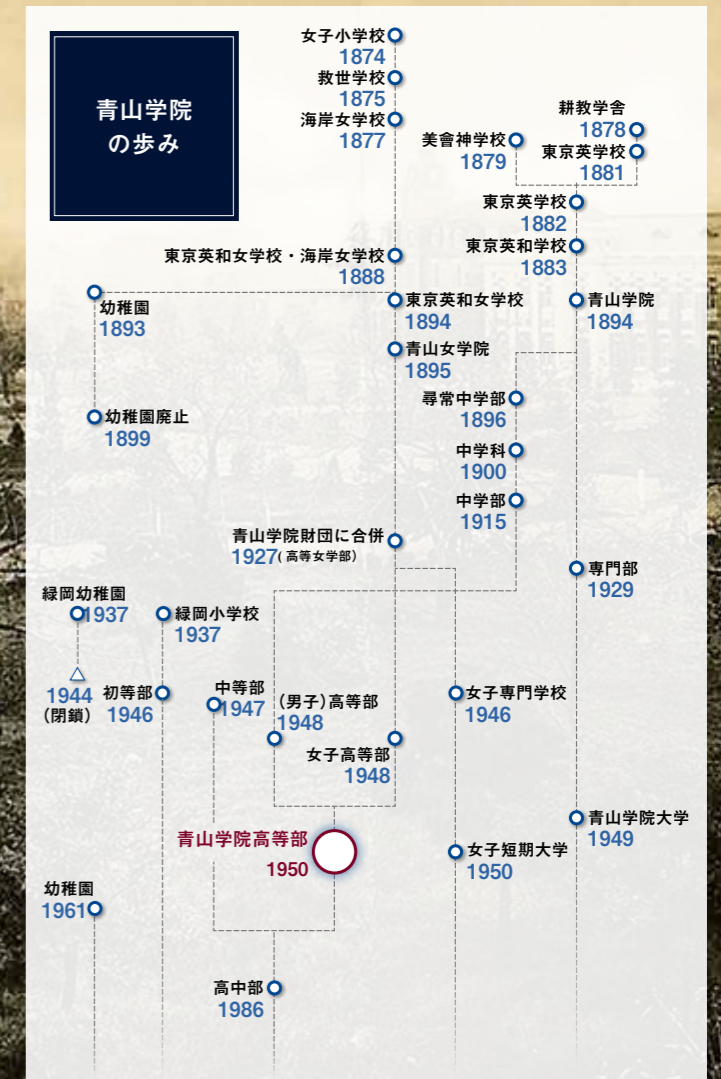 青山学院
の歩み
女子小学校
1874
救世学校
1875
海岸女学校
1877
耕教学舎
1878
美會神学校
1879
東京英学校
1881
東京英学校
1882
東京英和学校
1883
東京英和女学校・海岸女学校
1888
幼稚園
1893
東京英和女学校
1894
青山学院
1894
青山女学院
1895
尋常中学部
1896
幼稚園廃止
1899
中学科
1900
中学部
1915
青山学院財団に合併
1927(高等女学部)
専門部
1929
緑岡幼稚園
1937
緑岡小学校
1937
1944
(閉鎖)
初等部
1946
中等部
1947
(男子)高等部
1948
女子高等部
1948
女子専門学校
1946
青山学院大学
1949
青山学院高等部
1950
女子短期大学
1950
幼稚園
1961
高中部
1986